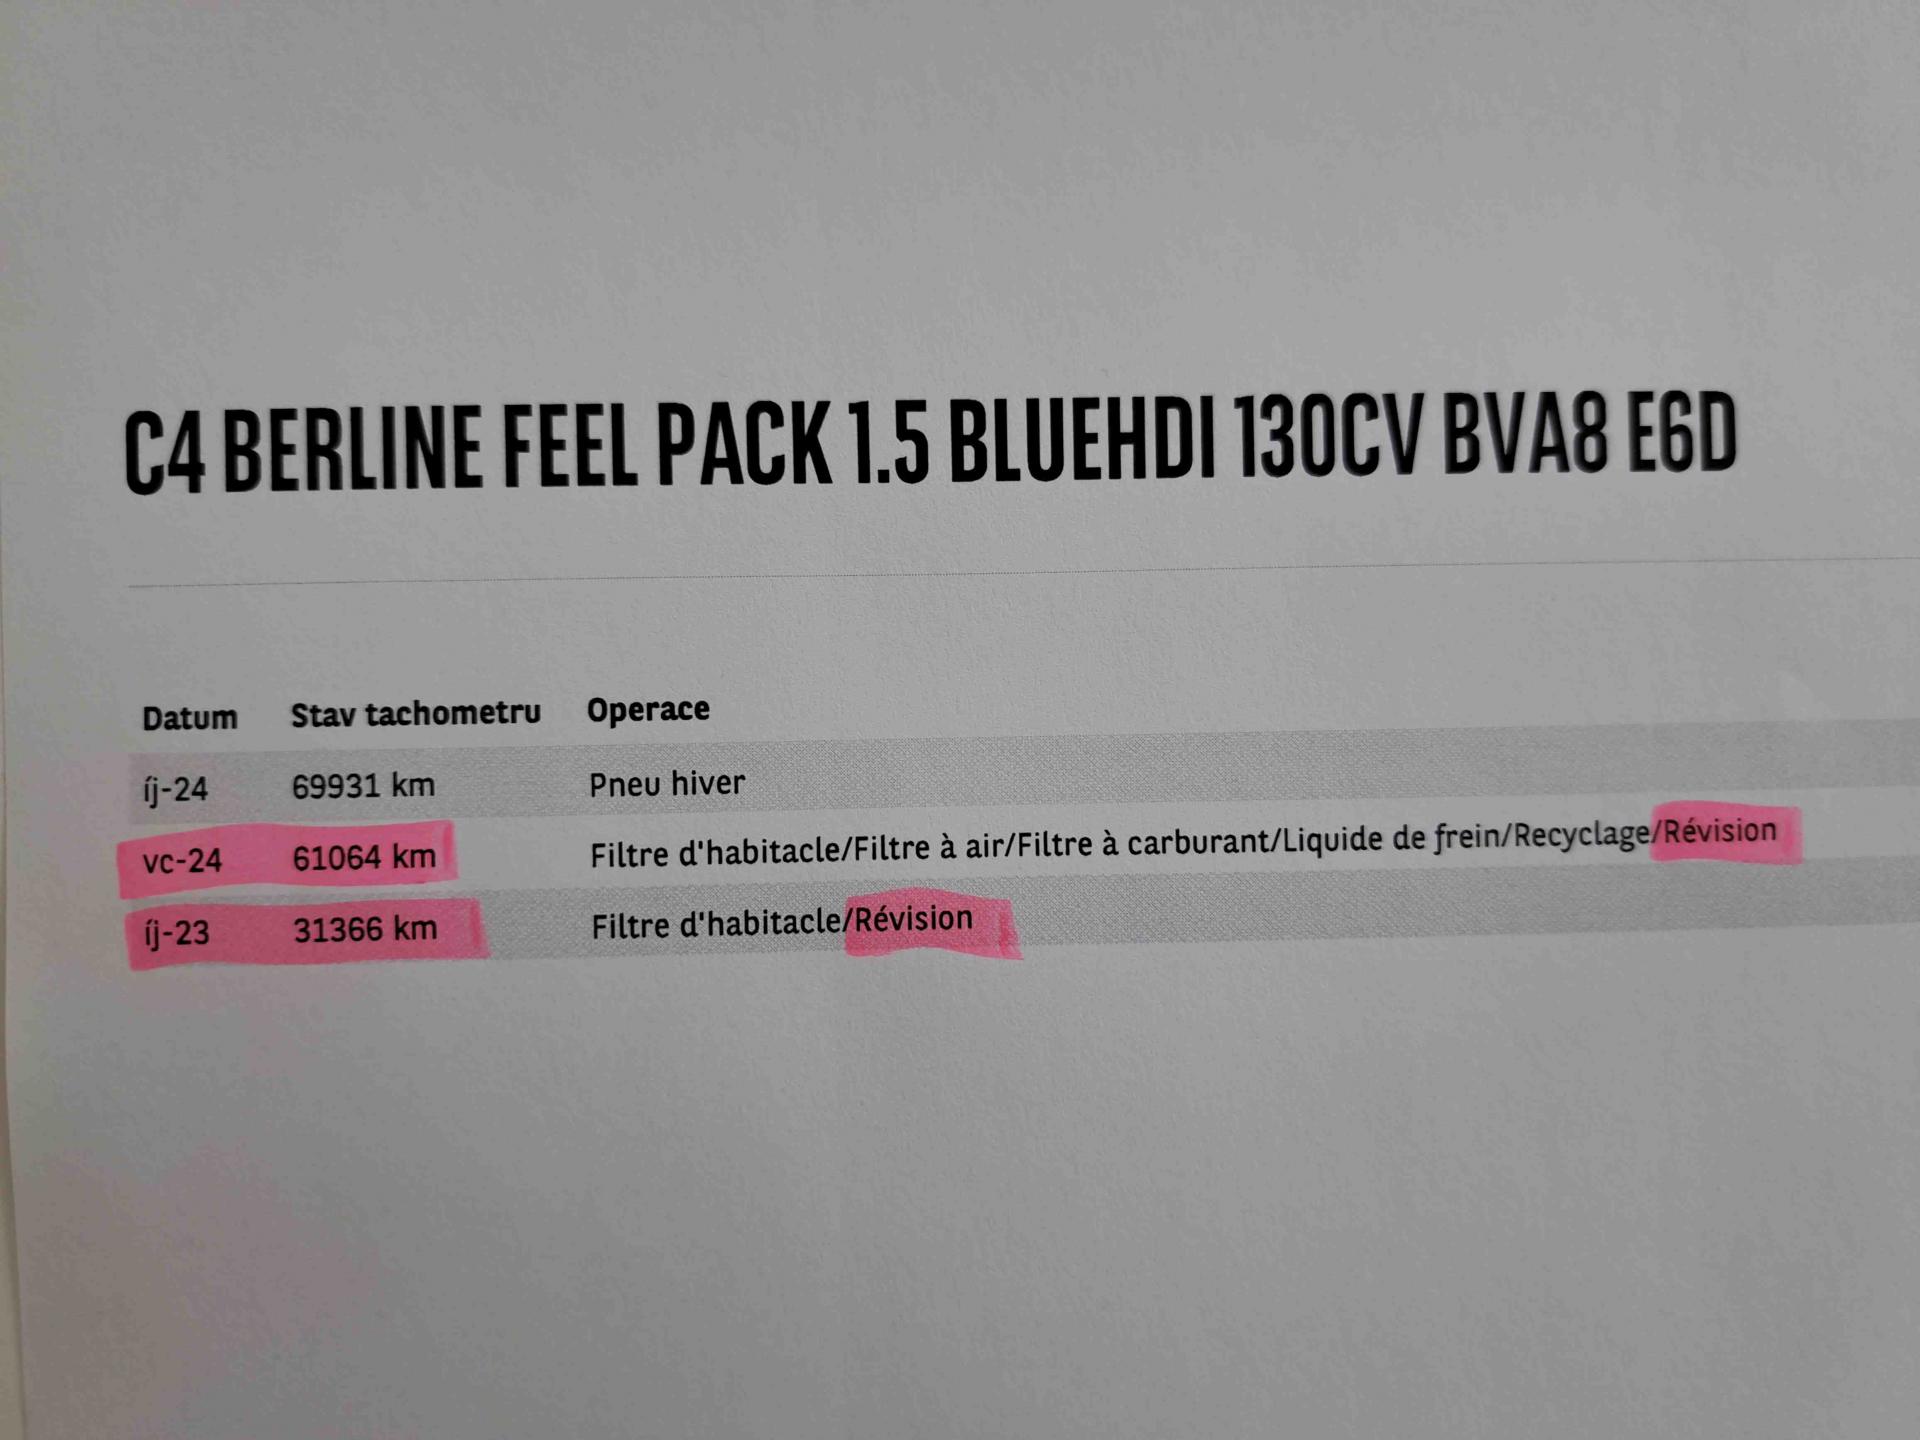 C4 BERLINE FEEL PACK 1.5 BLUEHDI 130CV BVA8 E6D
Datum Stav tachometru Operace
íj-24 69931 km Pneu hiver
vc-24 61064 km Filtre d'habitacle/Filtre à air/Filtre à carburant/Liquide de frein/Recyclage/Révision
íj-23 31366 km Filtre d'habitacle/Révision